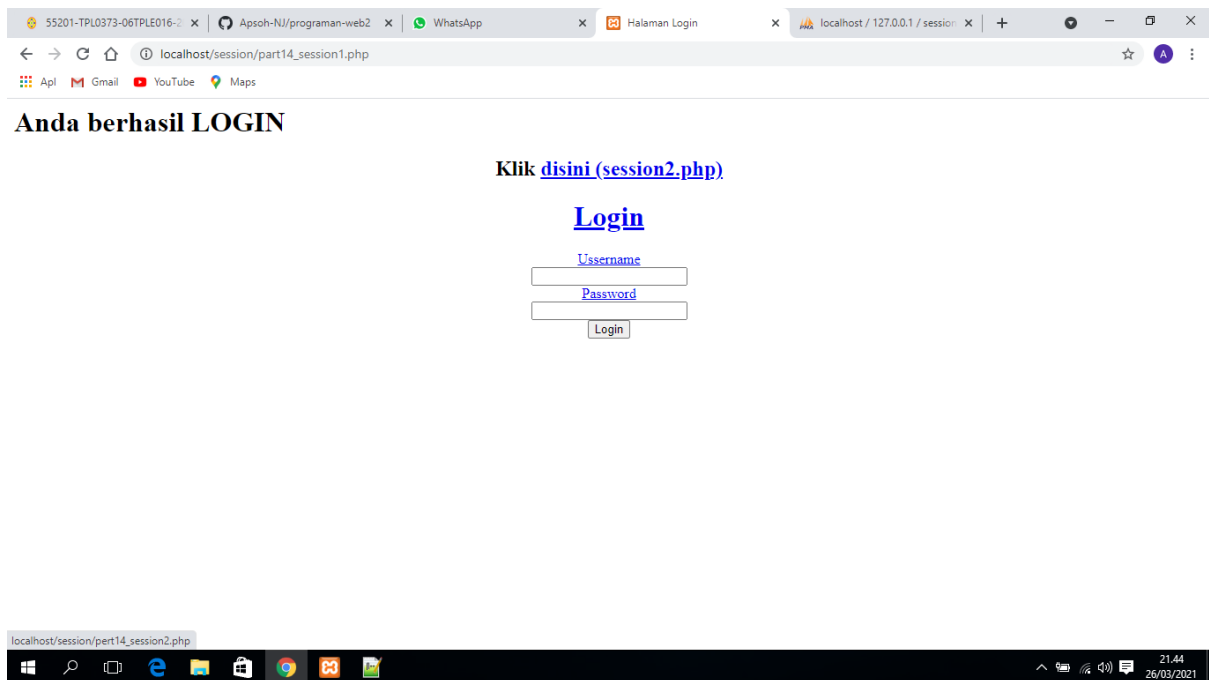 55201-TPL0373-06TPLE016-2
Apsoh-NJ/programan-web2
WhatsApp
Halaman Login
localhost / 127.0.0.1 / session
localhost/session/part14_session1.php
A
Apl Gmail YouTube Maps
Anda berhasil LOGIN
Klik disini (session2.php)
Login
Ussername
Password
Login
localhost/session/pert14_session2.php
21.44
26/03/2021